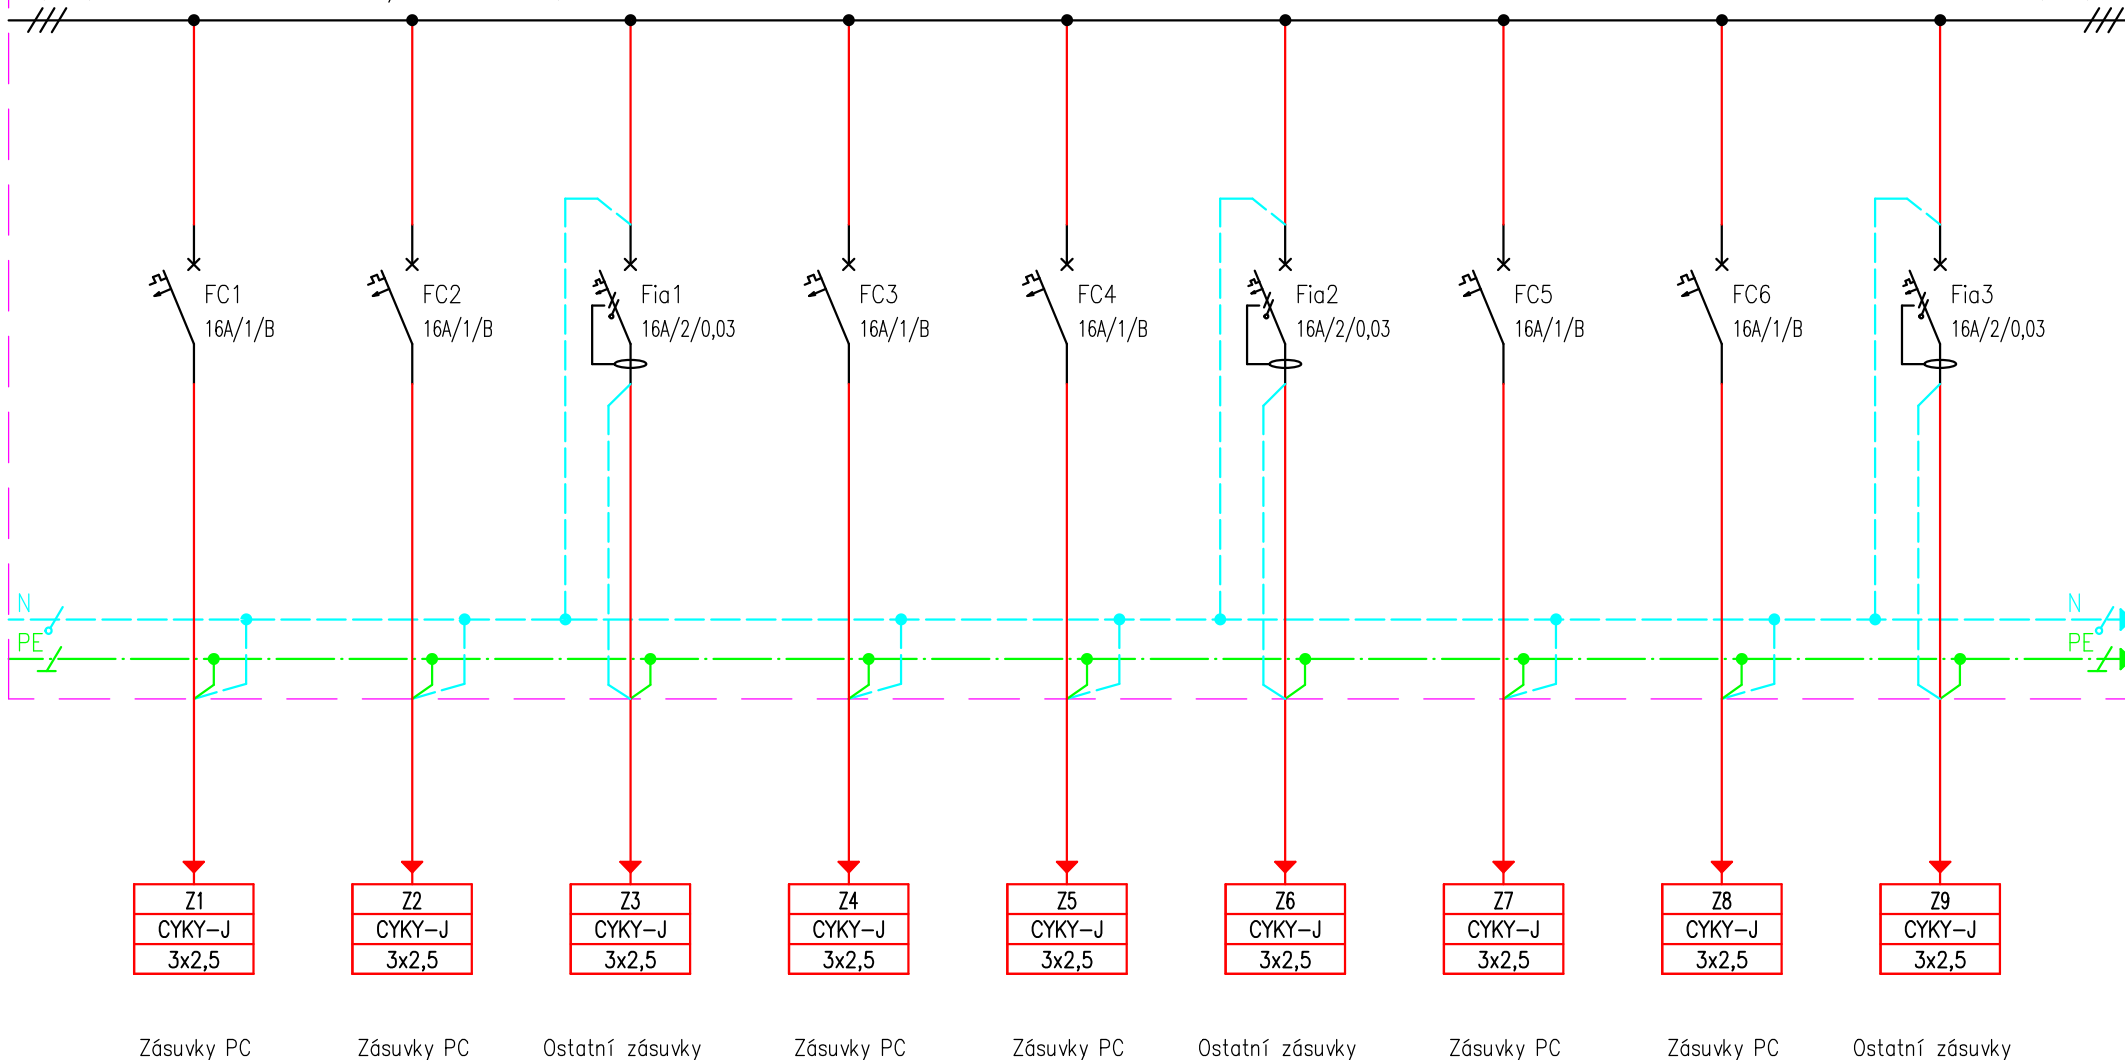 FC1 FC2 Fia1 FC3 FC4 Fia2 FC5 FC6 Fia3
16A/1/B 16A/1/B 16A/2/0,03 16A/1/B 16A/1/B 16A/2/0,03 16A/1/B 16A/1/B 16A/2/0,03
N N
PE PE
Z1 Z2 Z3 Z4 Z5 Z6 Z7 Z8 Z9
CYKY-J CYKY-J CYKY-J CYKY-J CYKY-J CYKY-J CYKY-J CYKY-J CYKY-J
3x2,5 3x2,5 3x2,5 3x2,5 3x2,5 3x2,5 3x2,5 3x2,5 3x2,5
Zásuvky PC Zásuvky PC Ostatní zásuvky Zásuvky PC Zásuvky PC Ostatní zásuvky Zásuvky PC Zásuvky PC Ostatní zásuvky